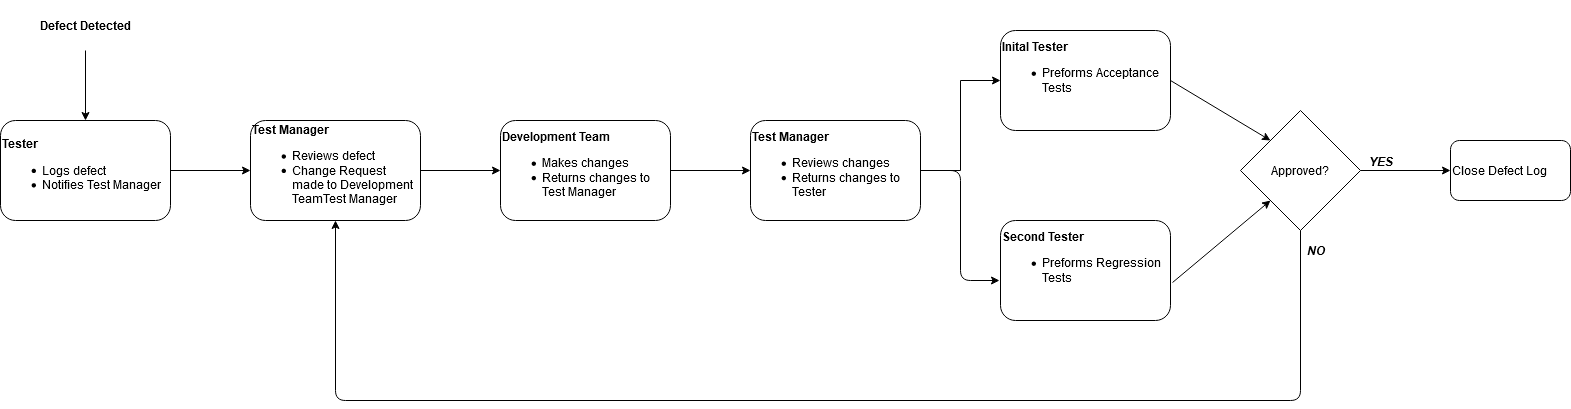 Defect Detected
Tester
• Logs defect
• Notifies Test Manager
Test Manager
• Reviews defect
• Change Request
made to Development
TeamTest Manager
Development Team
• Makes changes
• Returns changes to
Test Manager
Test Manager
• Reviews changes
• Returns changes to
Tester
Inital Tester
• Preforms Acceptance
Tests
Second Tester
• Preforms Regression
Tests
Approved?
YES
NO
Close Defect Log